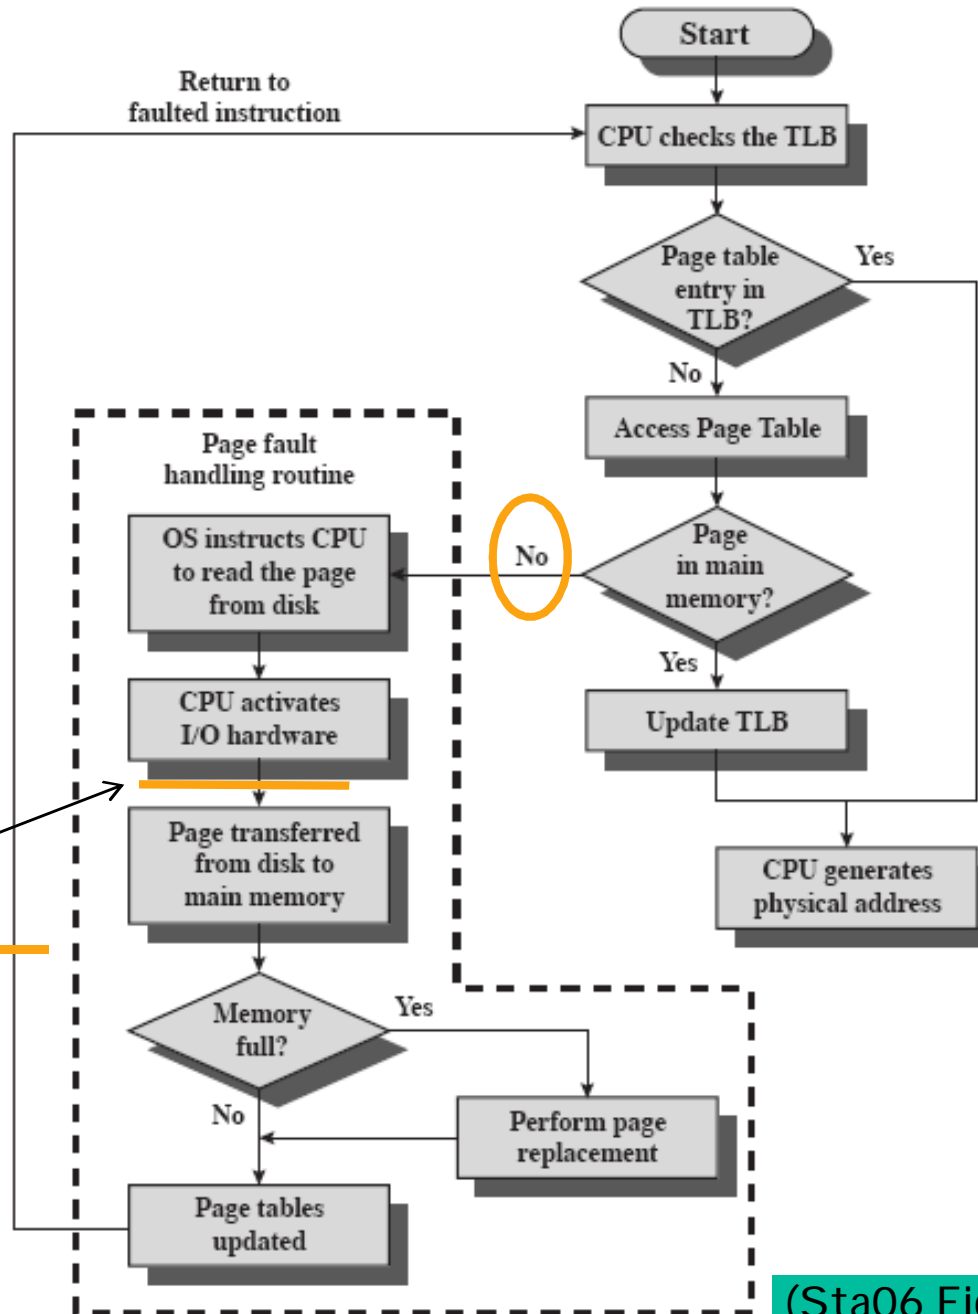 Start
Return to
faulted instruction
CPU checks the TLB
Page table
entry in
TLB?
Yes
No
Access Page Table
Page fault
handling routine
OS instructs CPU
to read the page
from disk
No
Page
in main
memory?
Yes
CPU activates
I/O hardware
Update TLB
Page transferred
from disk to
main memory
CPU generates
physical address
Memory
full?
Yes
No
Perform page
replacement
Page tables
updated
(Sta06